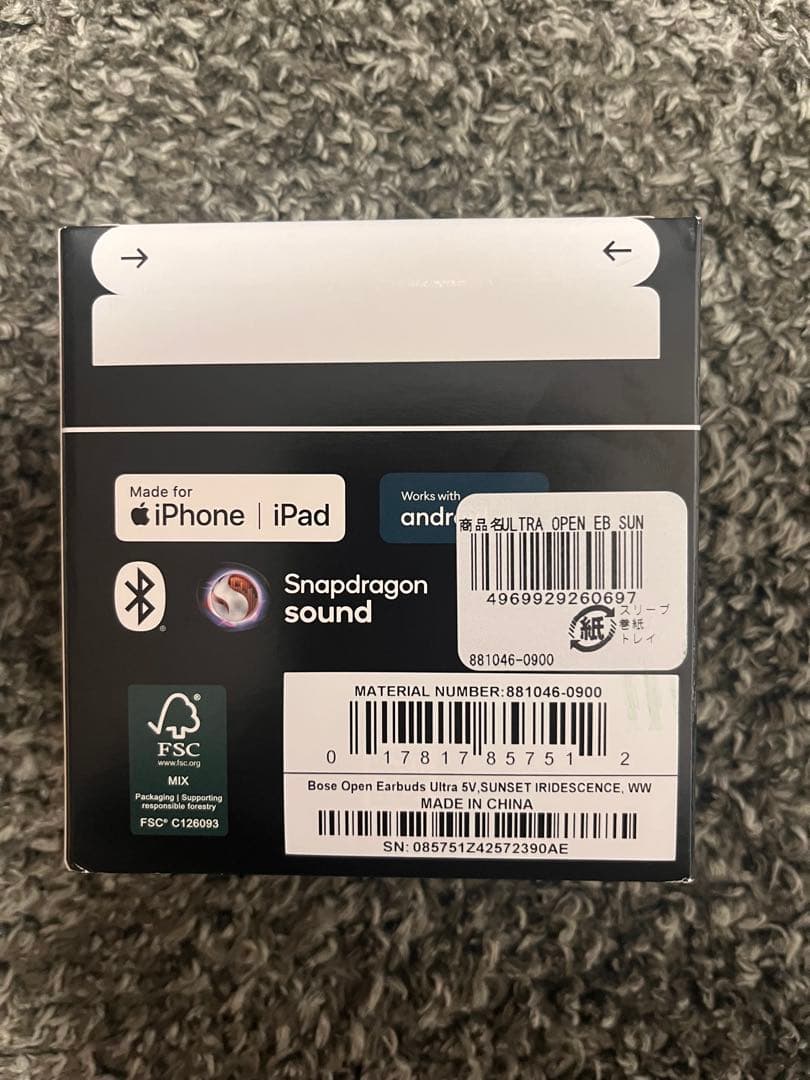 → ←
Made for
iPhone | iPad
Works with
andr
商品名ULTRA OPEN EB SUN
4969929260697
紙
スリーブ
巻紙
トレイ
881046-0900
Snapdragon
sound
MATERIAL NUMBER:881046-0900
0 17817 85751 2
Bose Open Earbuds Ultra 5V,SUNSET IRIDESCENCE, WW
MADE IN CHINA
SN: 085751Z42572390AE
FSC
www.fsc.org
MIX
Packaging | Supporting
responsible forestry
FSC® C126093